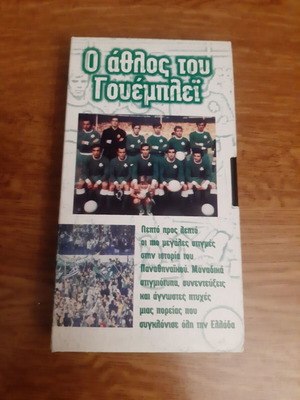 Ο άθλος του
Γουέμπλεϊ
Λεπτό προς λεπτό
οι πιο μεγάλες στιγμές
στην ιστορία του
Παναθηναϊκού. Μοναδικά
στιγμιότυπα, συνεντεύξεις
και άγνωστες πτυχές
μιας πορείας που
συγκλόνισε όλη την Ελλάδα